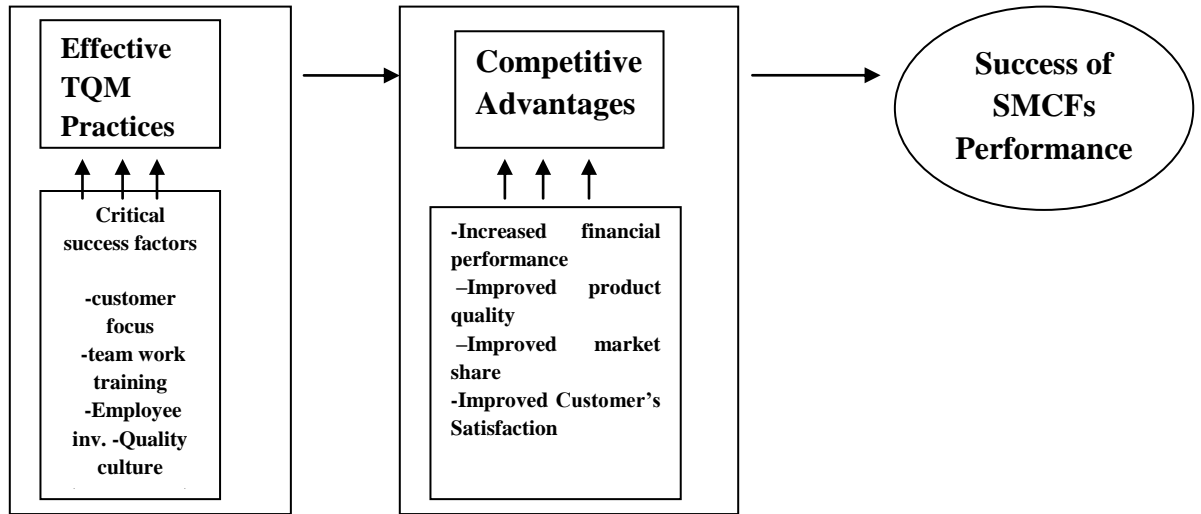 Effective
TQM
Practices
Critical
success factors
-customer
focus
-team work
training
-Employee
inv. -Quality
culture
Competitive
Advantages
-Increased financial
performance
–Improved product
quality
–Improved market
share
-Improved Customer’s
Satisfaction
Success of
SMCFs
Performance